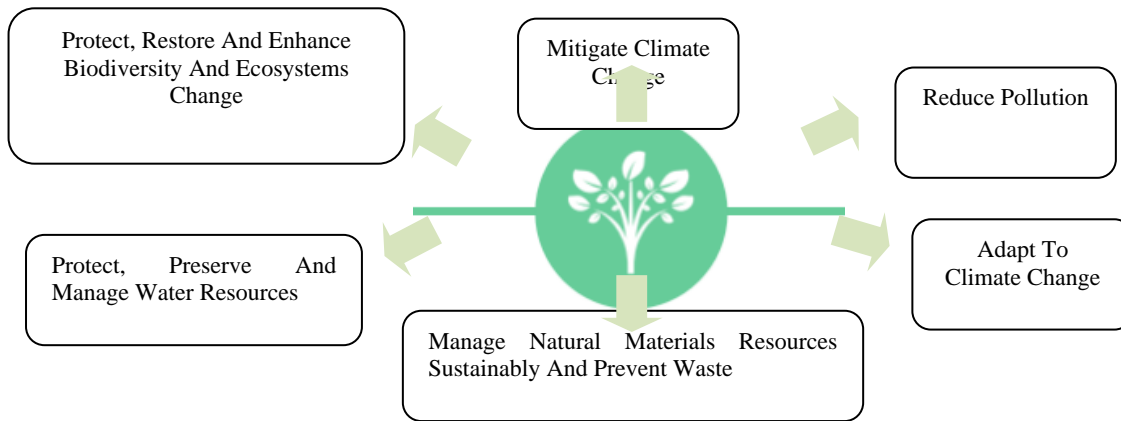 Protect, Restore And Enhance
Biodiversity And Ecosystems
Change
Mitigate Climate
Change
Reduce Pollution
Protect, Preserve And
Manage Water Resources
Adapt To
Climate Change
Manage Natural Materials Resources
Sustainably And Prevent Waste